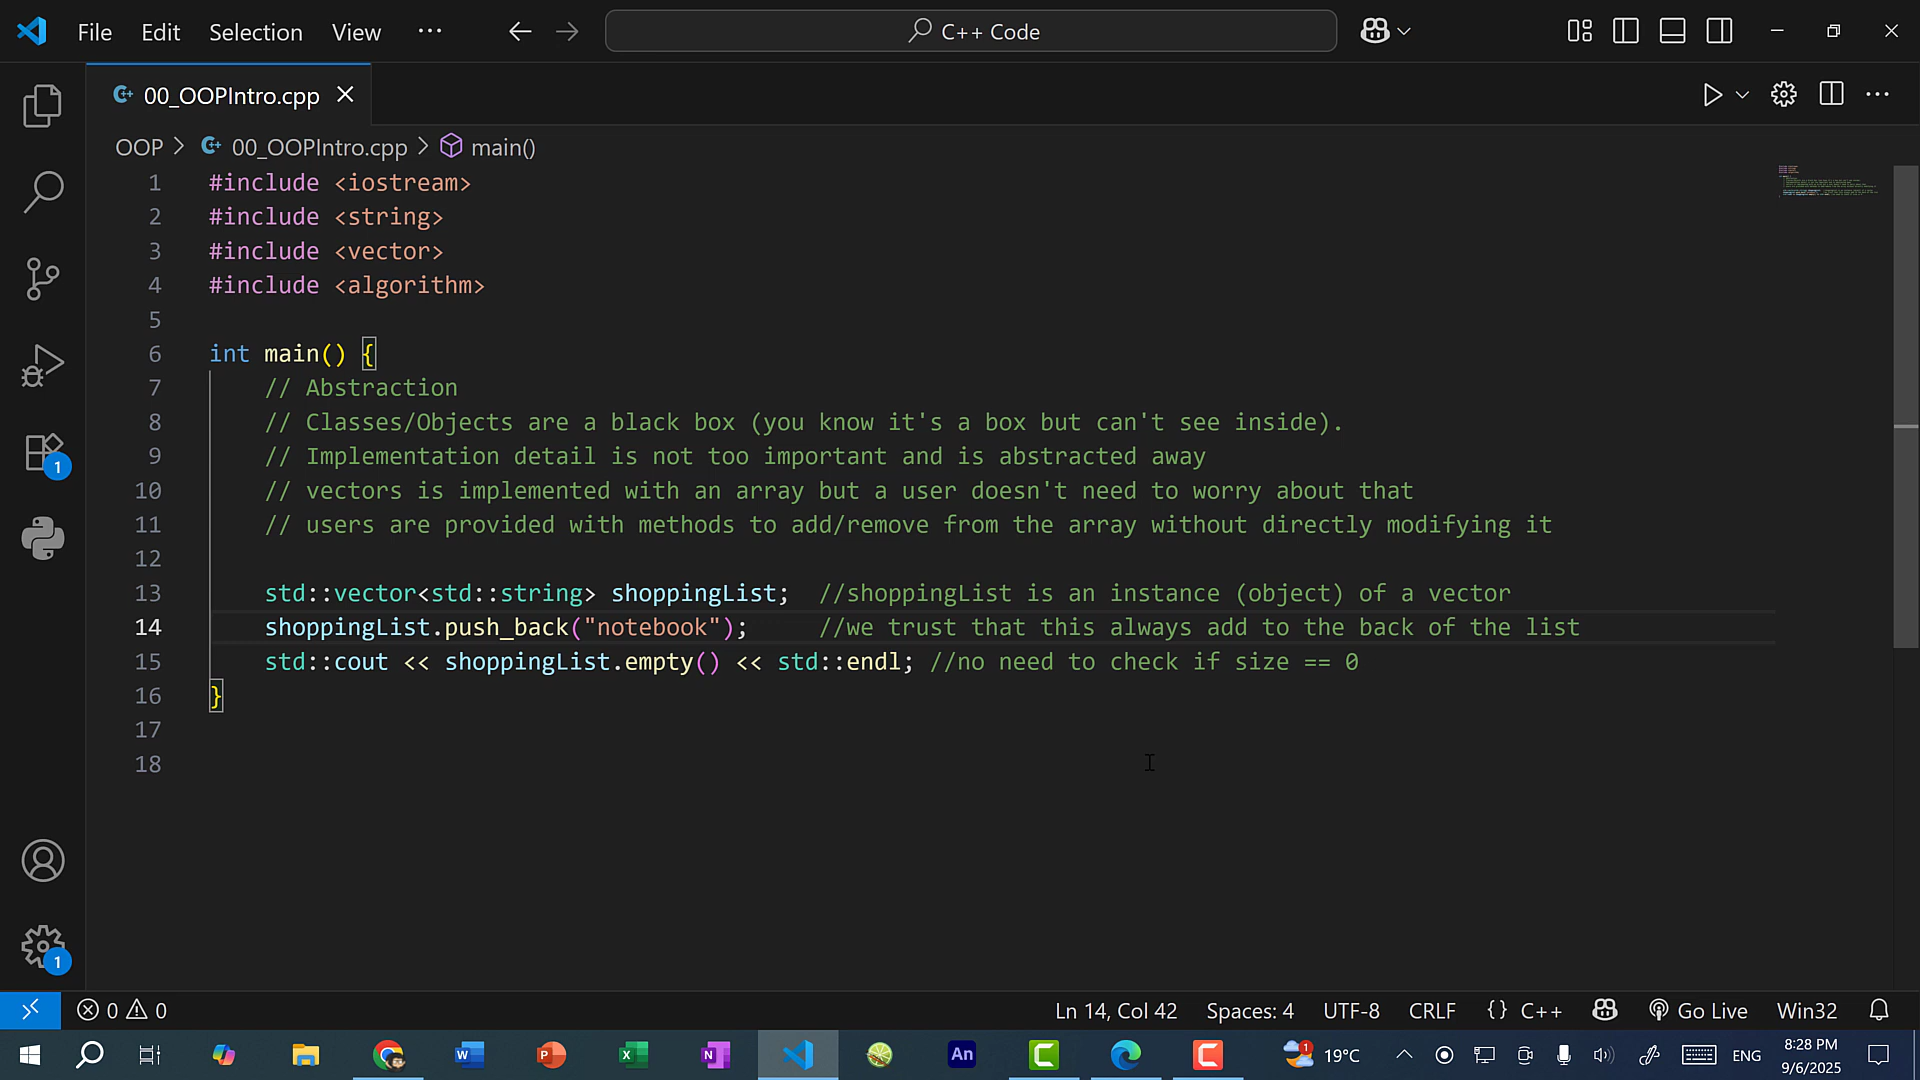 File Edit Selection View ··· C++ Code
00_OOPIntro.cpp
OOP > 00_OOPIntro.cpp > main()
1 #include <iostream>
2 #include <string>
3 #include <vector>
4 #include <algorithm>
5
6 int main() {
7 // Abstraction
8 // Classes/Objects are a black box (you know it's a box but can't see inside).
9 // Implementation detail is not too important and is abstracted away
10 // vectors is implemented with an array but a user doesn't need to worry about that
11 // users are provided with methods to add/remove from the array without directly modifying it
12
13 std::vector<std::string> shoppingList; //shoppingList is an instance (object) of a vector
14 shoppingList.push_back("notebook"); //we trust that this always add to the back of the list
15 std::cout << shoppingList.empty() << std::endl; //no need to check if size == 0
16 }
17
18
1
1
0 0 Ln 14, Col 42 Spaces: 4 UTF-8 CRLF {} C++ Go Live Win32
W P X N An C C 1 19°C ENG 8:28 PM
9/6/2025